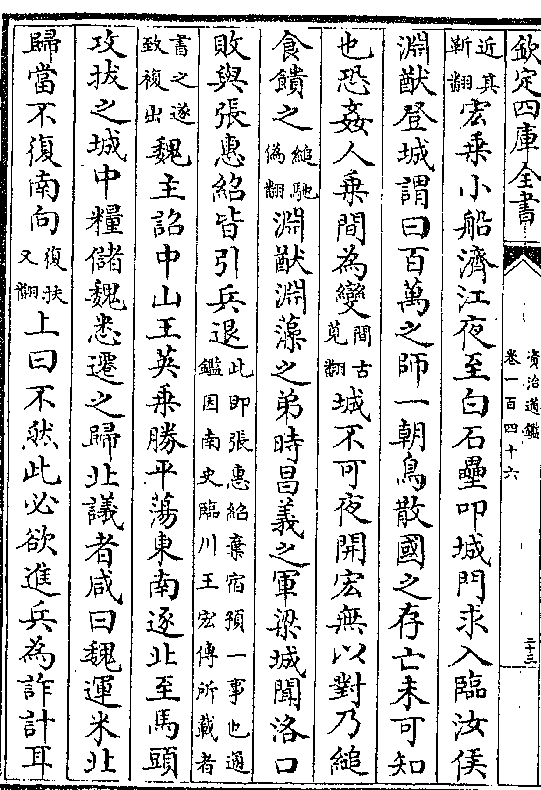 欽定四庫全書
資治通鑑
卷一百四十六
二十三
近其
靳翻
宏乗小船濟江夜至白石壘叩城門求入臨汝侯
淵猷登城謂曰百萬之師一朝鳥散國之存亡未可知
也恐姦人乗間為變
間古
莧翻
城不可夜開宏無以對乃縋
食饋之
縋馳
偽翻
淵猷淵藻之弟時昌義之軍梁城聞洛口
敗與張惠紹皆引兵退
此即張惠紹棄宿預一事也通
鑑因南史臨川王宏傳所載者
書之遂
致複出
魏主詔中山王英乗勝平蕩東南逐北至馬頭
攻拔之城中糧儲魏悉遷之歸北議者咸曰魏運米北
歸當不復南向
復扶
又翻
上曰不然此必欲進兵為詐計耳